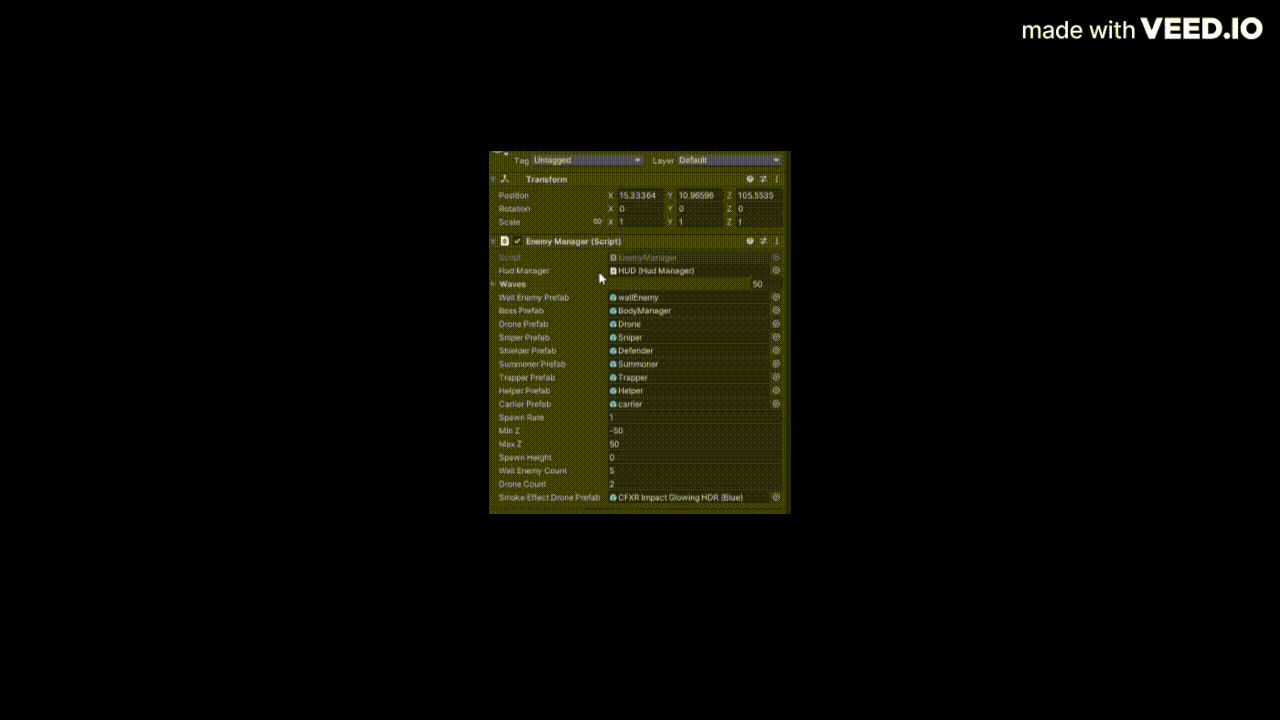 made with VEED.IO
Tag Untagged Layer Default
Transform
Position X 15.33364 Y 10.96596 Z 105.5535
Rotation X 0 Y 0 Z 0
Scale X 1 Y 1 Z 1
Enemy Manager (Script)
Script EnemyManager
Hud Manager HUD (Hud Manager)
Waves 50
Wall Enemy Prefab wallEnemy
Boss Prefab BodyManager
Drone Prefab Drone
Sniper Prefab Sniper
Shielder Prefab Defender
Summoner Prefab Summoner
Trapper Prefab Trapper
Helper Prefab Helper
Carrier Prefab carrier
Spawn Rate 1
Min Z -50
Max Z 50
Spawn Height 0
Wall Enemy Count 5
Drone Count 2
Smoke Effect Drone Prefab CFXR Impact Glowing HDR (Blue)